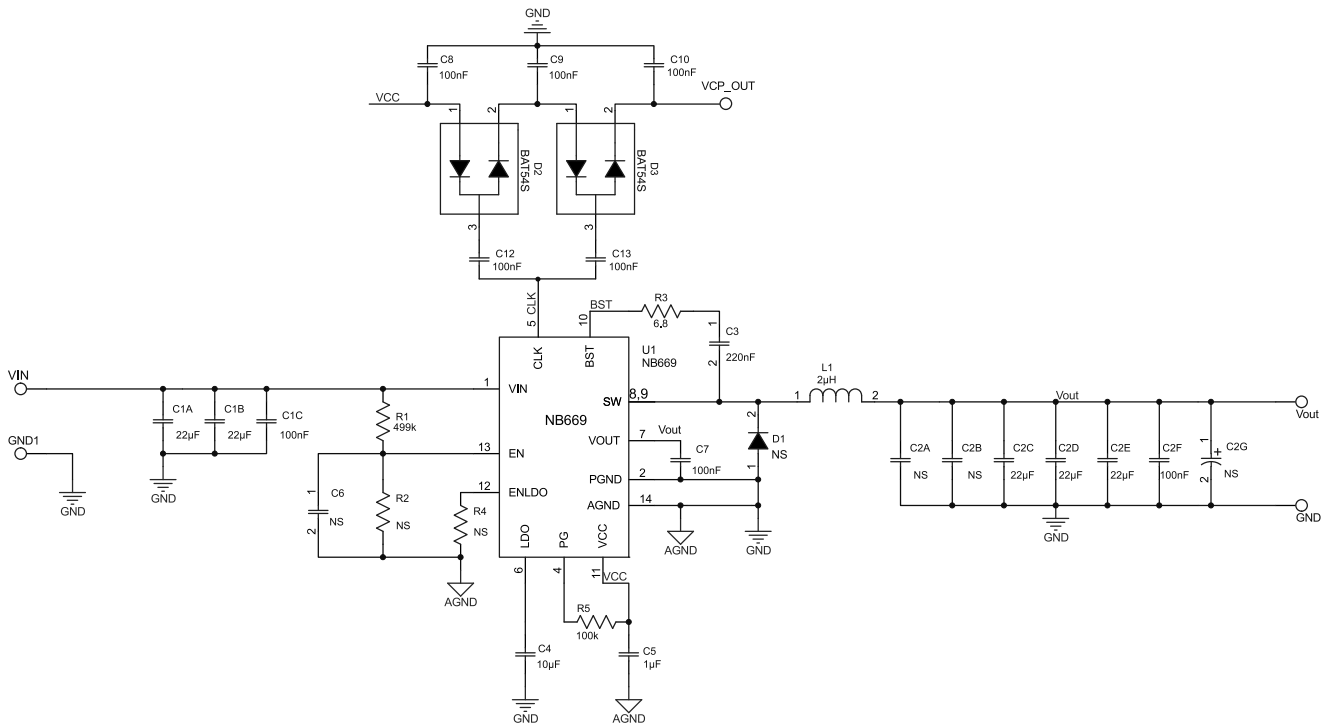 GND
C8
100nF
C9
100nF
C10
100nF
VCC
1
2
1
2
VCP_OUT
D2
BAT54S
D3
BAT54S
3
3
C12
100nF
C13
100nF
5
CLK
BST
10
R3
6.8
1
C3
220nF
2
U1
NB669
CLK
BST
VIN
1
VIN
SW
8,9
L1
2µH
1
2
Vout
Vout
C1A
22µF
C1B
22µF
C1C
100nF
R1
499k
NB669
Vout
VOUT
7
C7
100nF
2
D1
NS
1
C2A
NS
C2B
NS
C2C
22µF
C2D
22µF
C2E
22µF
C2F
100nF
1
+
C2G
NS
2
GND1
GND
GND
13
EN
PGND
2
12
ENLDO
AGND
14
1
C6
NS
2
R2
NS
R4
NS
AGND
GND
GND
GND
LDO
PG
VCC
AGND
6
4
11
VCC
R5
100k
C4
10µF
C5
1µF
GND
AGND